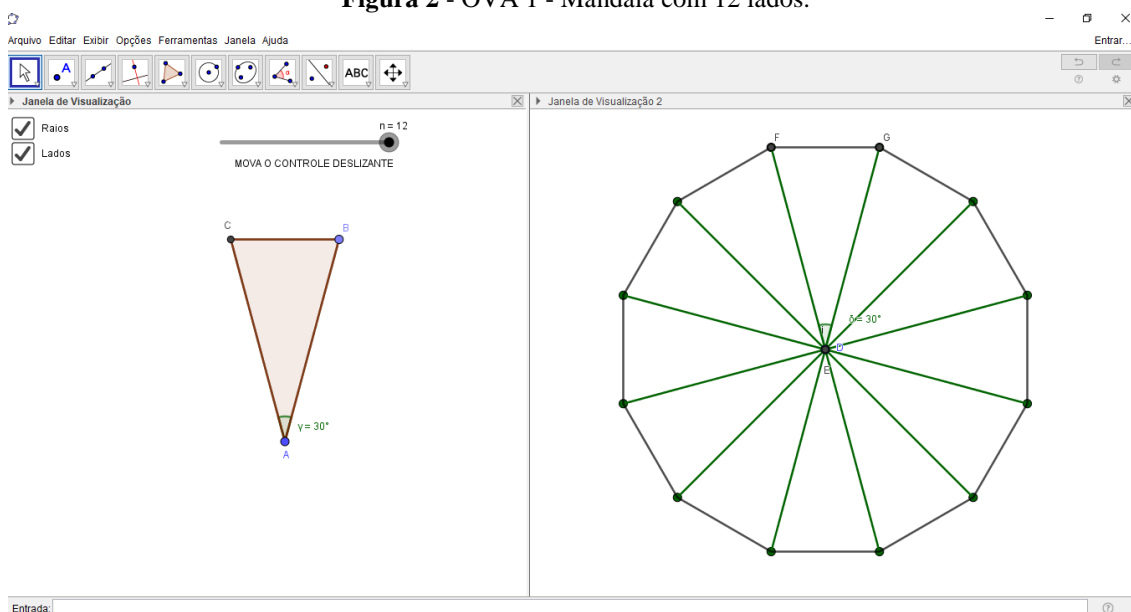 Figura 2 - OVA 1 - Mandala com 12 lados.
Arquivo Editar Exibir Opções Ferramentas Janela Ajuda
Entrar...
A
α
ABC
Janela de Visualização
Janela de Visualização 2
Raios
Lados
n = 12
MOVA O CONTROLE DESLIZANTE
C
B
γ = 30°
A
F
G
δ = 30°
D
E
Entrada: